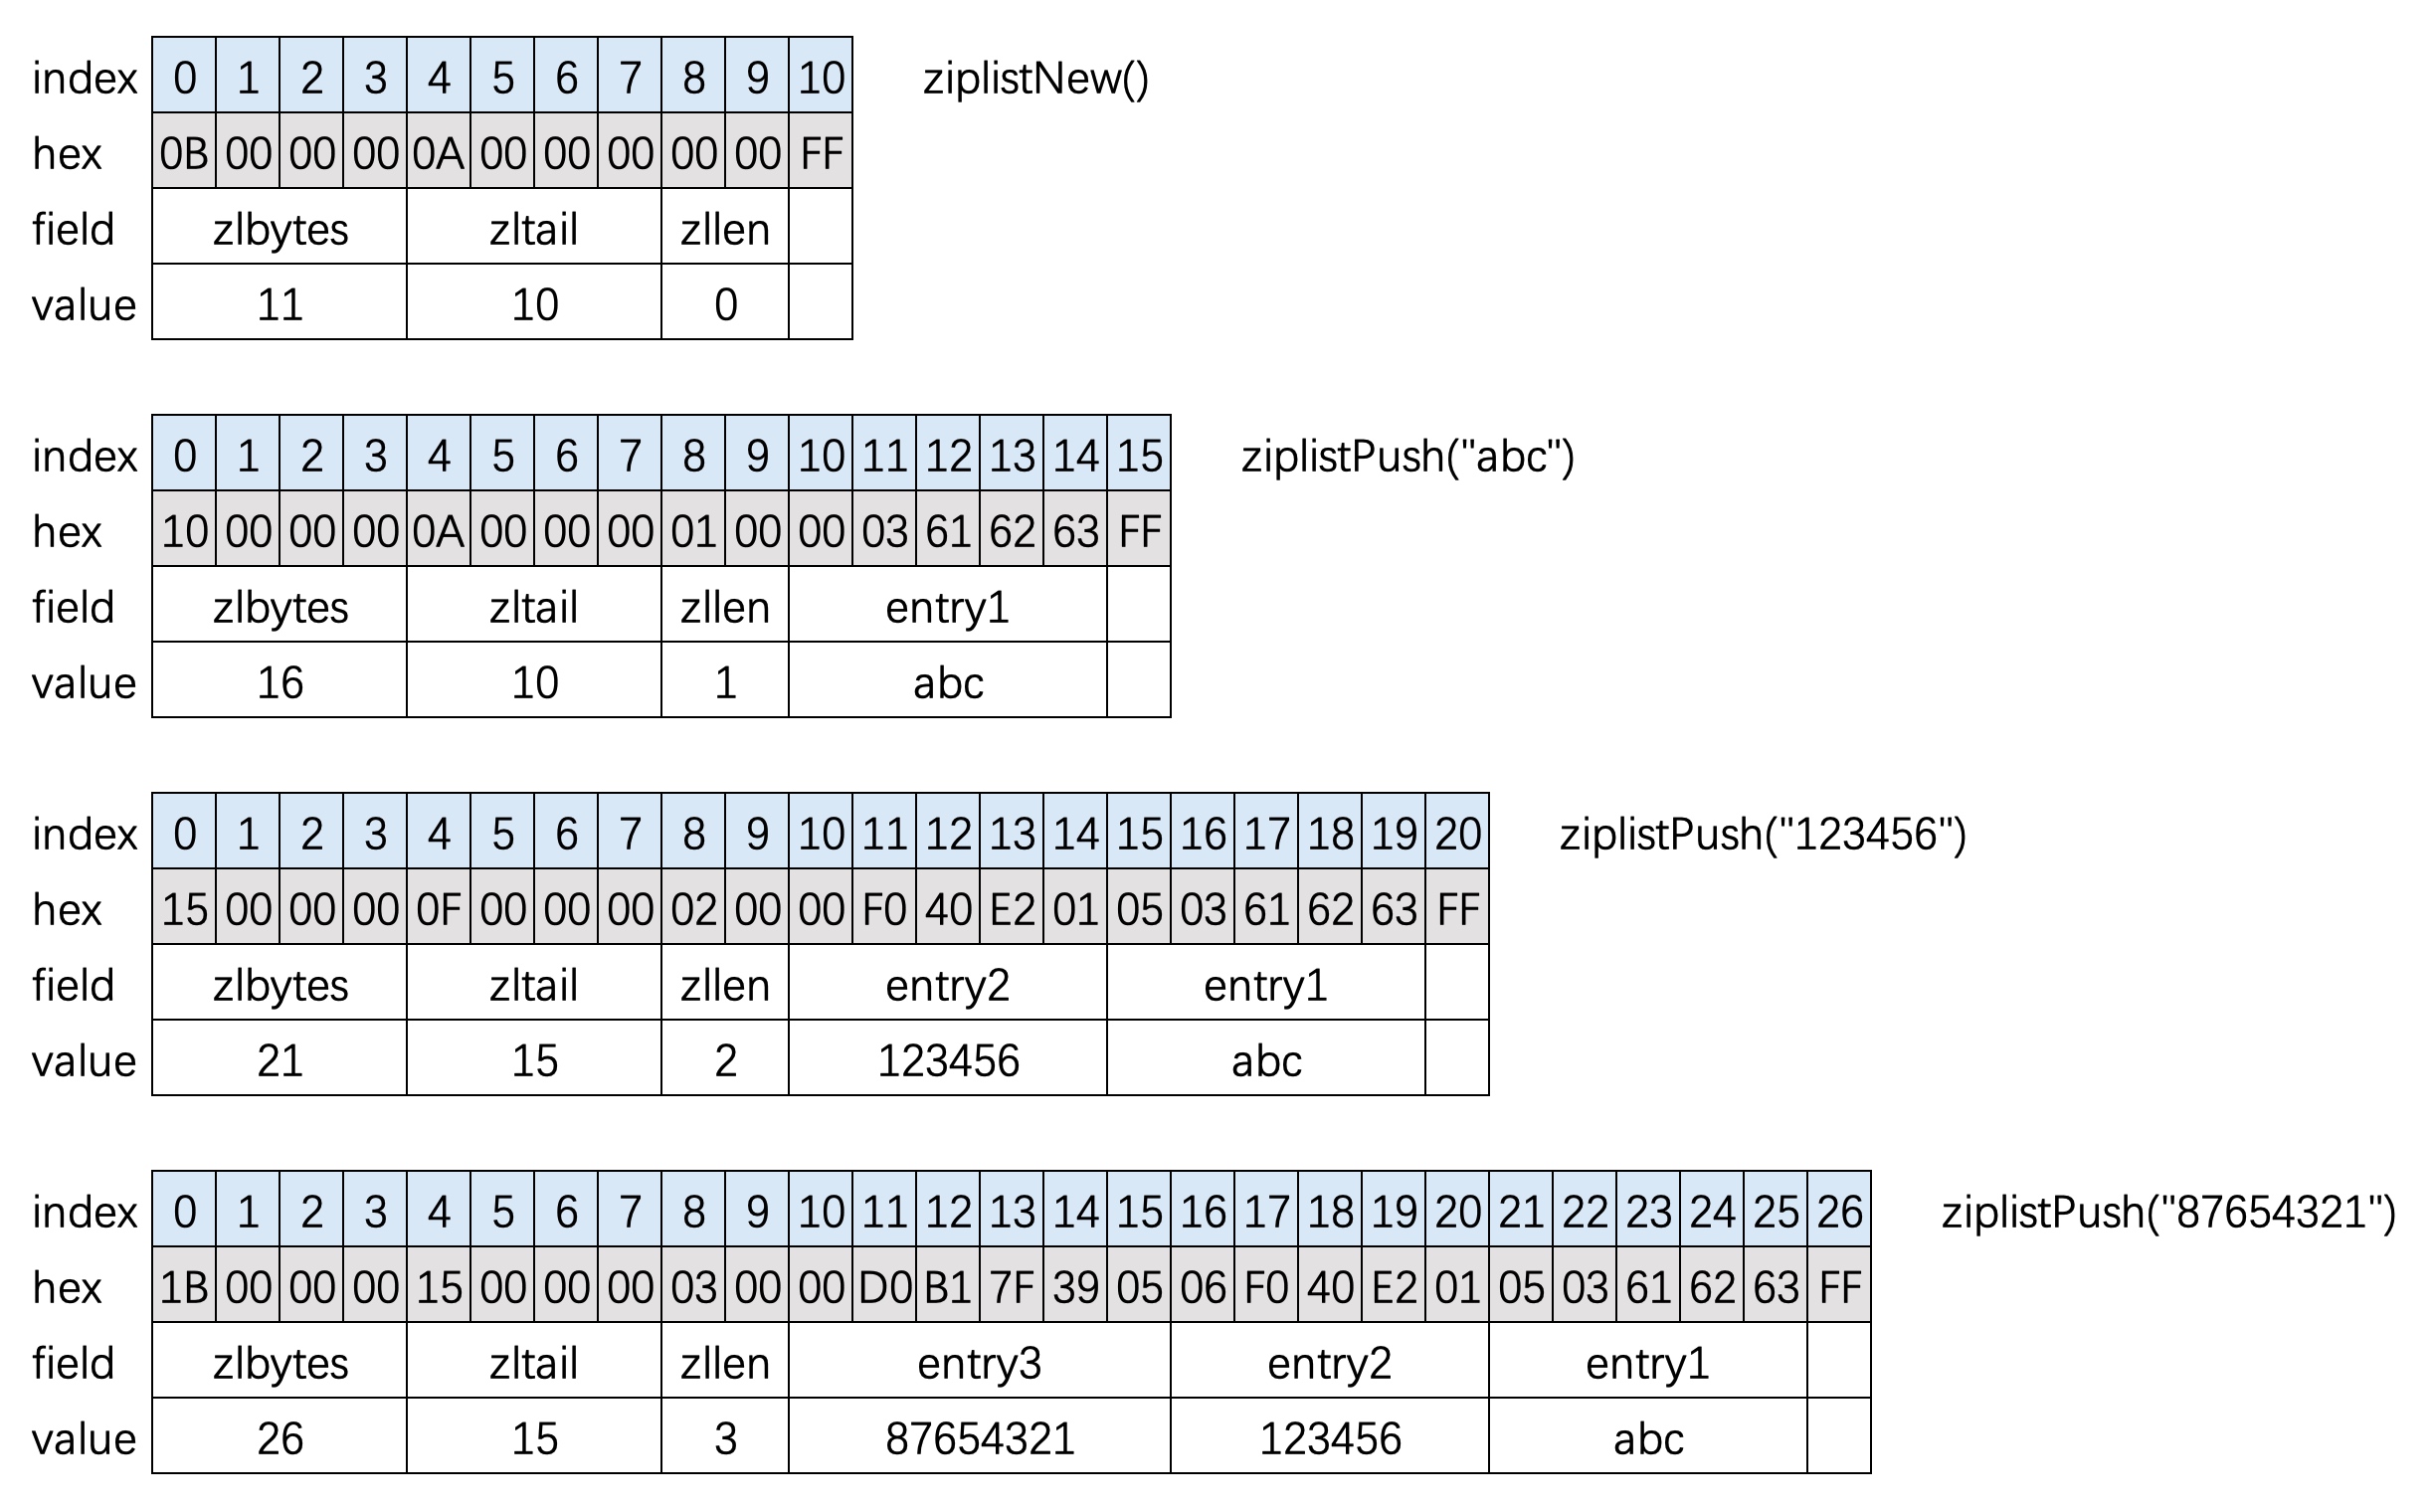 index 0 1 2 3 4 5 6 7 8 9 10 ziplistNew()
hex 0B 00 00 00 0A 00 00 00 00 00 FF
field zlbytes zltail zllen
value 11 10 0
index 0 1 2 3 4 5 6 7 8 9 10 11 12 13 14 15 ziplistPush("abc")
hex 10 00 00 00 0A 00 00 00 01 00 00 03 61 62 63 FF
field zlbytes zltail zllen entry1
value 16 10 1 abc
index 0 1 2 3 4 5 6 7 8 9 10 11 12 13 14 15 16 17 18 19 20 ziplistPush("123456")
hex 15 00 00 00 0F 00 00 00 02 00 00 F0 40 E2 01 05 03 61 62 63 FF
field zlbytes zltail zllen entry2 entry1
value 21 15 2 123456 abc
index 0 1 2 3 4 5 6 7 8 9 10 11 12 13 14 15 16 17 18 19 20 21 22 23 24 25 26 ziplistPush("87654321")
hex 1B 00 00 00 15 00 00 00 03 00 00 D0 B1 7F 39 05 06 F0 40 E2 01 05 03 61 62 63 FF
field zlbytes zltail zllen entry3 entry2 entry1
value 26 15 3 87654321 123456 abc